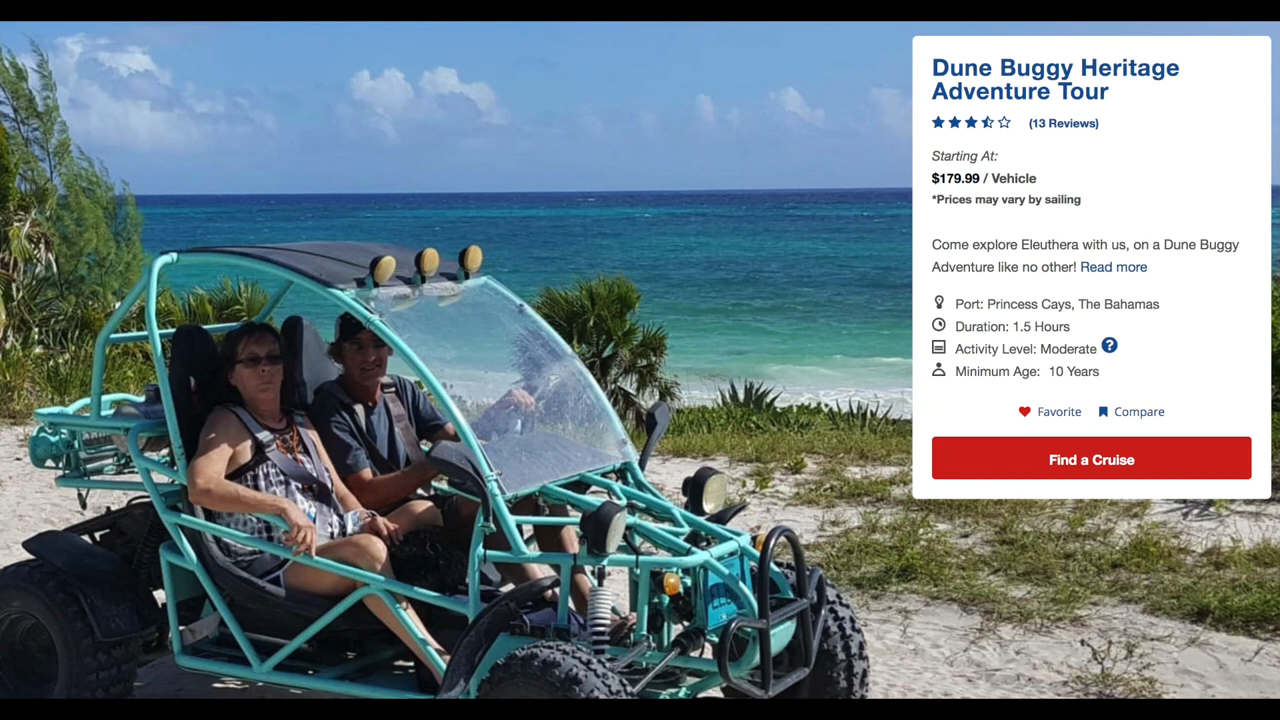 Dune Buggy Heritage
Adventure Tour
(13 Reviews)
Starting At:
$179.99 / Vehicle
*Prices may vary by sailing
Come explore Eleuthera with us, on a Dune Buggy
Adventure like no other! Read more
Port: Princess Cays, The Bahamas
Duration: 1.5 Hours
Activity Level: Moderate ?
Minimum Age: 10 Years
Favorite Compare
Find a Cruise